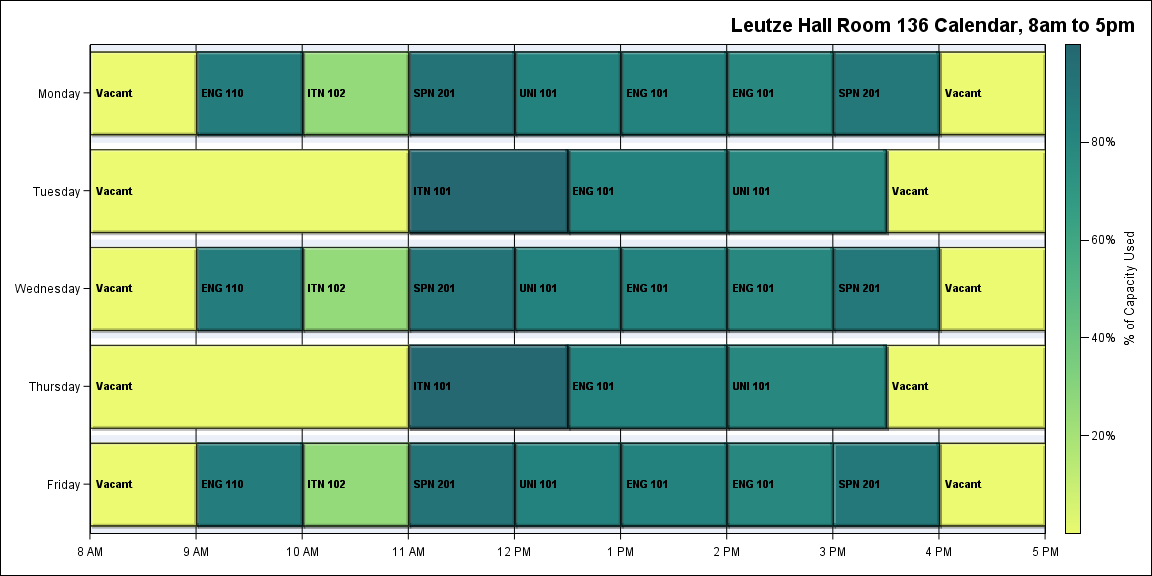 Leutze Hall Room 136 Calendar, 8am to 5pm
Monday
Vacant
ENG 110
ITN 102
SPN 201
UNI 101
ENG 101
ENG 101
SPN 201
Vacant
Tuesday
Vacant
ITN 101
ENG 101
UNI 101
Vacant
Wednesday
Vacant
ENG 110
ITN 102
SPN 201
UNI 101
ENG 101
ENG 101
SPN 201
Vacant
Thursday
Vacant
ITN 101
ENG 101
UNI 101
Vacant
Friday
Vacant
ENG 110
ITN 102
SPN 201
UNI 101
ENG 101
ENG 101
SPN 201
Vacant
8 AM
9 AM
10 AM
11 AM
12 PM
1 PM
2 PM
3 PM
4 PM
5 PM
80%
60%
40%
20%
% of Capacity Used